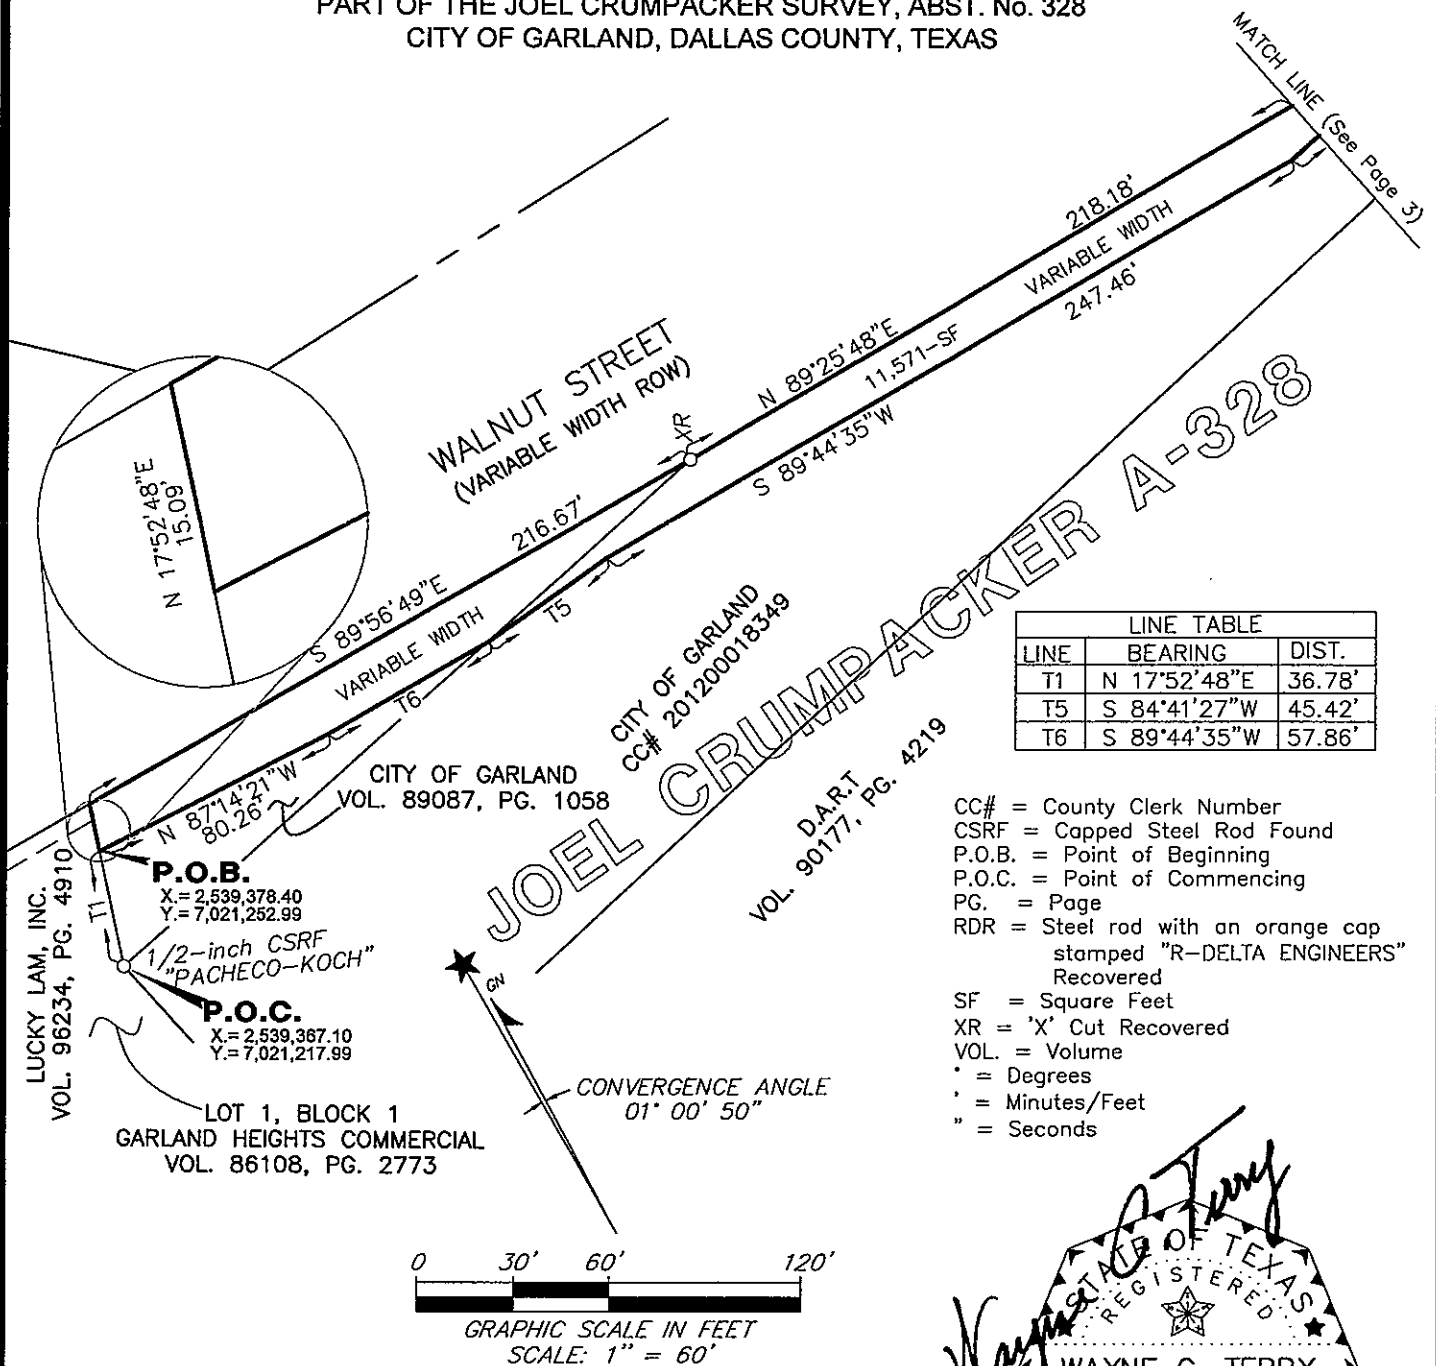 PART OF THE JOEL CRUMPACKER SURVEY, ABST. No. 328
CITY OF GARLAND, DALLAS COUNTY, TEXAS
MATCH LINE (See Page 3)
218.18'
VARIABLE WIDTH
247.46'
N 89°25'48"E
11,571-SF
S 89°44'35"W
WALNUT STREET
(VARIABLE WIDTH ROW)
XR
N 17°52'48"E
15.09'
216.67'
S 89°56'49"E
VARIABLE WIDTH
T5
T6
N 87°14'21"W
80.26'
CITY OF GARLAND
VOL. 89087, PG. 1058
CITY OF GARLAND
CC# 201200018349
JOEL CRUMPACKER A-328
D.A.R.T
VOL. 90177, PG. 4219
LINE TABLE
LINE BEARING DIST.
T1 N 17°52'48"E 36.78'
T5 S 84°41'27"W 45.42'
T6 S 89°44'35"W 57.86'
P.O.B.
X.= 2,539,378.40
Y.= 7,021,252.99
T1
LUCKY LAM, INC.
VOL. 96234, PG. 4910
1/2-inch CSRF
"PACHECO-KOCH"
P.O.C.
X.= 2,539,367.10
Y.= 7,021,217.99
LOT 1, BLOCK 1
GARLAND HEIGHTS COMMERCIAL
VOL. 86108, PG. 2773
GN
CONVERGENCE ANGLE
01° 00' 50"
CC# = County Clerk Number
CSRF = Capped Steel Rod Found
P.O.B. = Point of Beginning
P.O.C. = Point of Commencing
PG. = Page
RDR = Steel rod with an orange cap
stamped "R-DELTA ENGINEERS"
Recovered
SF = Square Feet
XR = 'X' Cut Recovered
VOL. = Volume
° = Degrees
' = Minutes/Feet
" = Seconds
0 30' 60' 120'
GRAPHIC SCALE IN FEET
SCALE: 1" = 60'
Wayne C. Terry
STATE OF TEXAS
REGISTERED
WAYNE C. TERRY